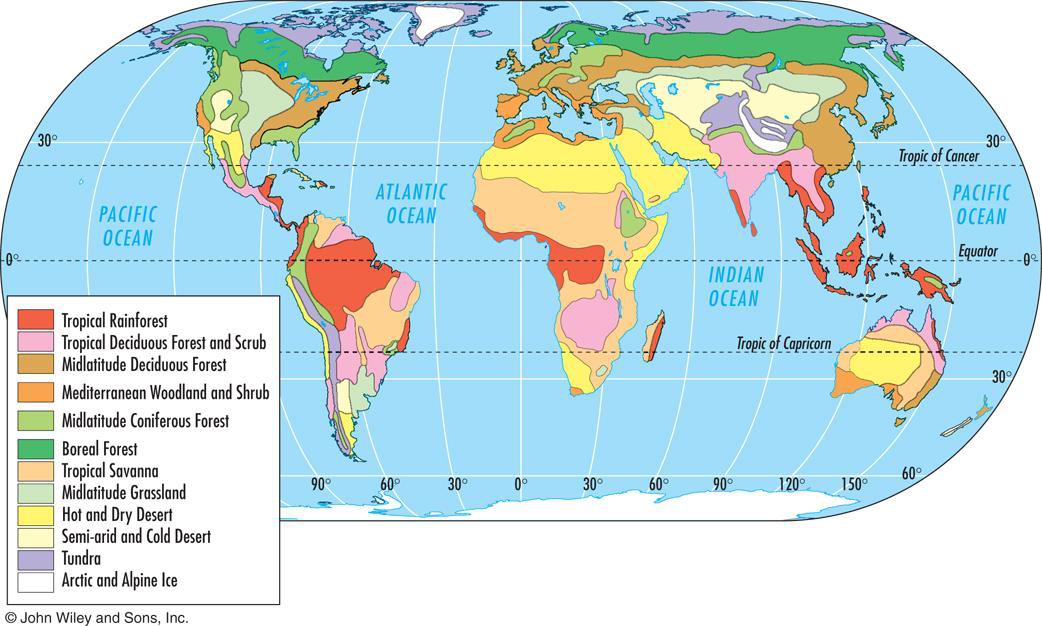 30°
30°
Tropic of Cancer
ATLANTIC
OCEAN
PACIFIC
OCEAN
PACIFIC
OCEAN
Equator
0°
0°
INDIAN
OCEAN
Tropic of Capricorn
30°
60°
90°
60°
30°
0°
30°
60°
90°
120°
150°
Tropical Rainforest
Tropical Deciduous Forest and Scrub
Midlatitude Deciduous Forest
Mediterranean Woodland and Shrub
Midlatitude Coniferous Forest
Boreal Forest
Tropical Savanna
Midlatitude Grassland
Hot and Dry Desert
Semi-arid and Cold Desert
Tundra
Arctic and Alpine Ice
© John Wiley and Sons, Inc.